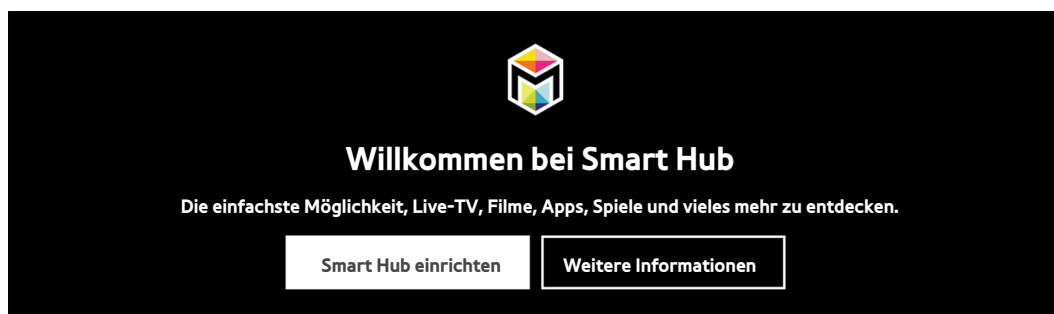 Willkommen bei Smart Hub
Die einfachste Möglichkeit, Live-TV, Filme, Apps, Spiele und vieles mehr zu entdecken.
Smart Hub einrichten
Weitere Informationen